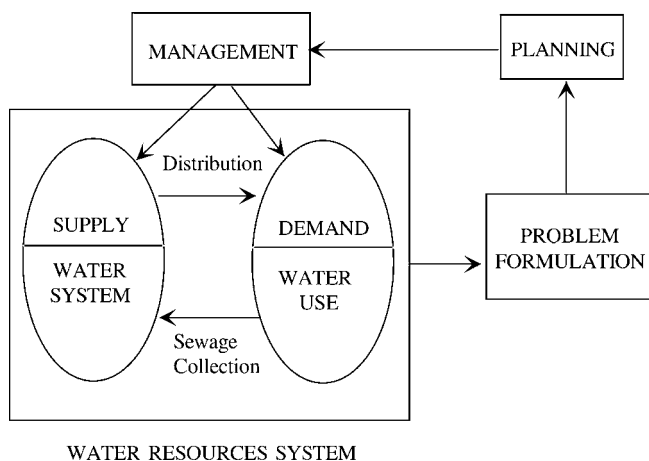 MANAGEMENT
PLANNING
Distribution
SUPPLY
DEMAND
WATER
SYSTEM
WATER
USE
PROBLEM
FORMULATION
Sewage
Collection
WATER RESOURCES SYSTEM